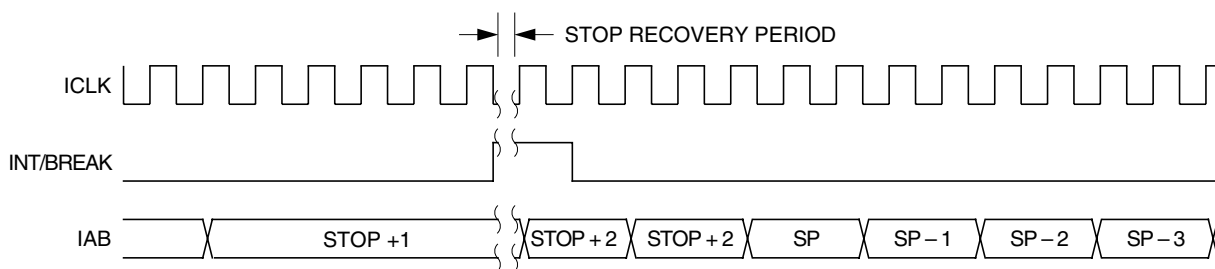 STOP RECOVERY PERIOD
ICLK
INT/BREAK
IAB
STOP +1
STOP + 2
STOP + 2
SP
SP – 1
SP – 2
SP – 3